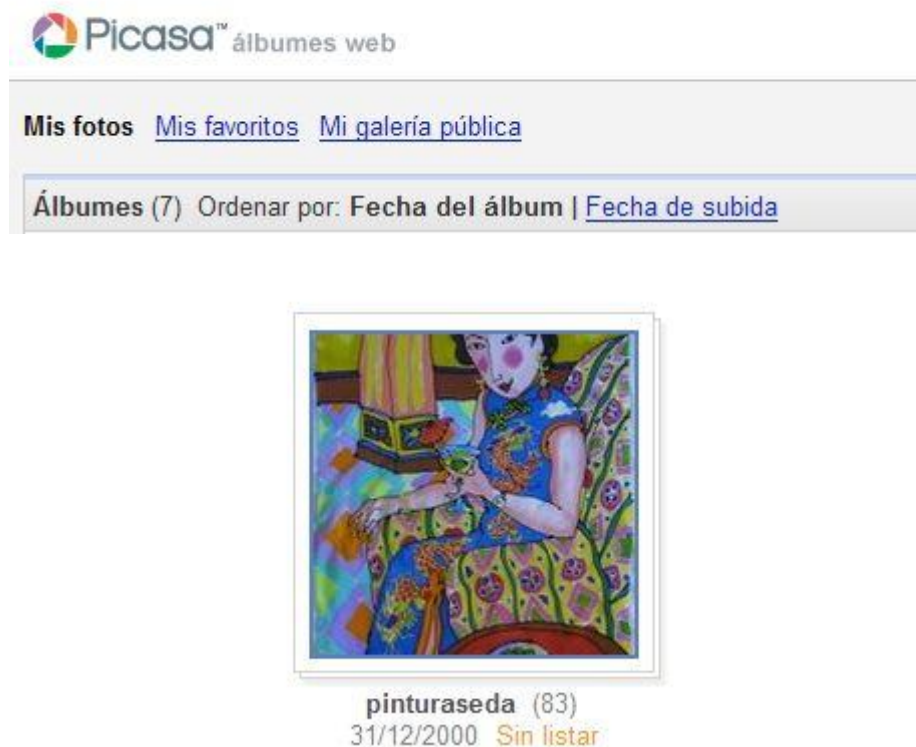 Picasa™ álbumes web
Mis fotos Mis favoritos Mi galería pública
Álbumes (7) Ordenar por: Fecha del álbum | Fecha de subida
pinturaseda (83)
31/12/2000 Sin listar